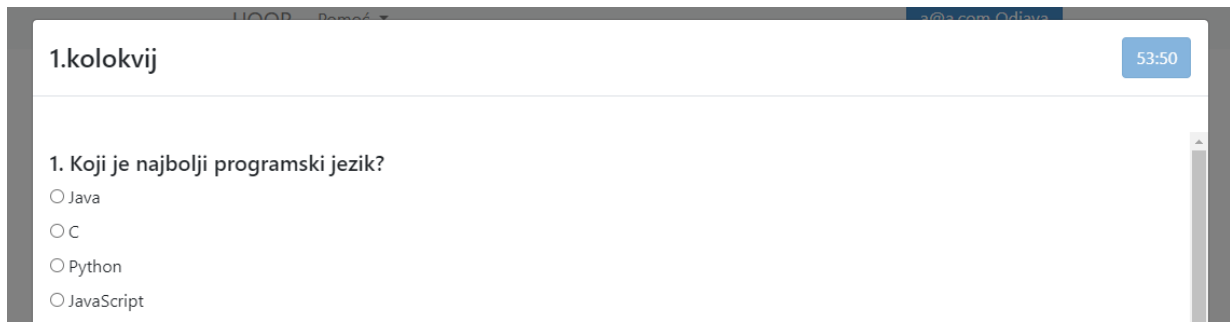 1.kolokvij
53:50
1. Koji je najbolji programski jezik?
Java
C
Python
JavaScript